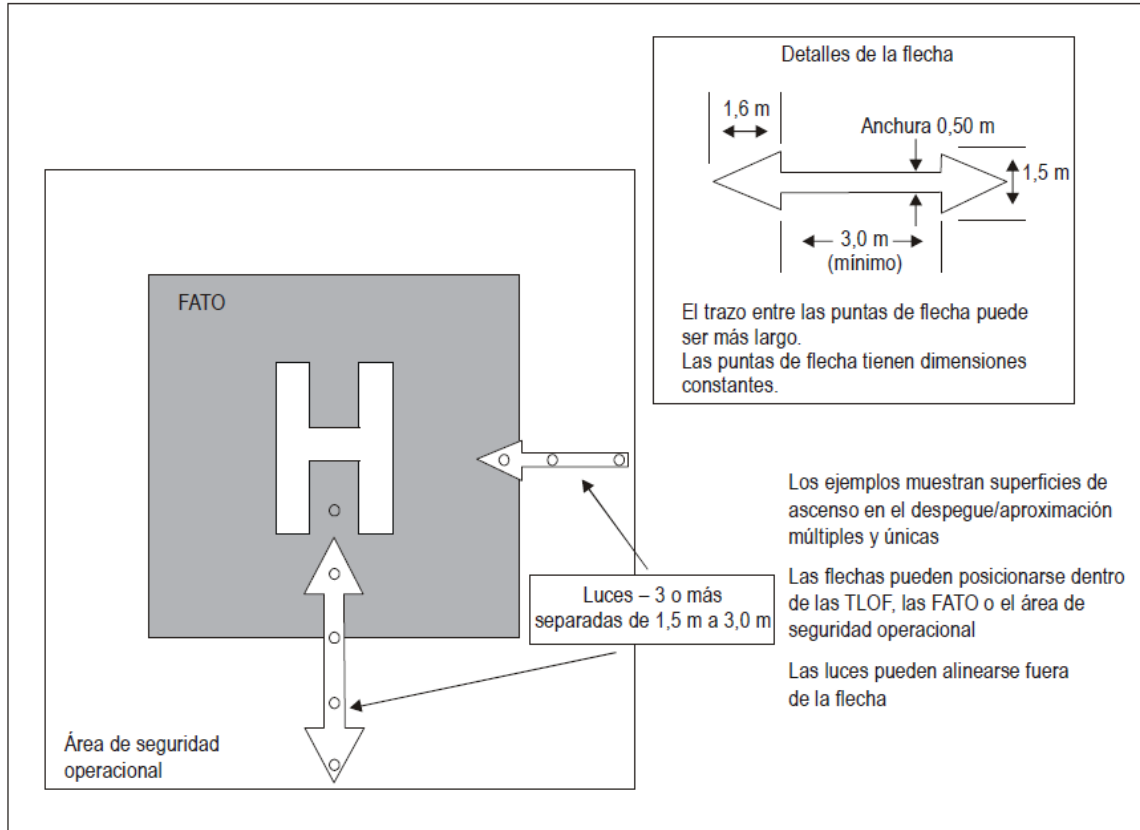 Detalles de la flecha
1,6 m
Anchura 0,50 m
1,5 m
3,0 m
(mínimo)
El trazo entre las puntas de flecha puede
ser más largo.
Las puntas de flecha tienen dimensiones
constantes.
FATO
H
Luces – 3 o más
separadas de 1,5 m a 3,0 m
Los ejemplos muestran superficies de
ascenso en el despegue/aproximación
múltiples y únicas
Las flechas pueden posicionarse dentro
de las TLOF, las FATO o el área de
seguridad operacional
Las luces pueden alinearse fuera
de la flecha
Área de seguridad
operacional